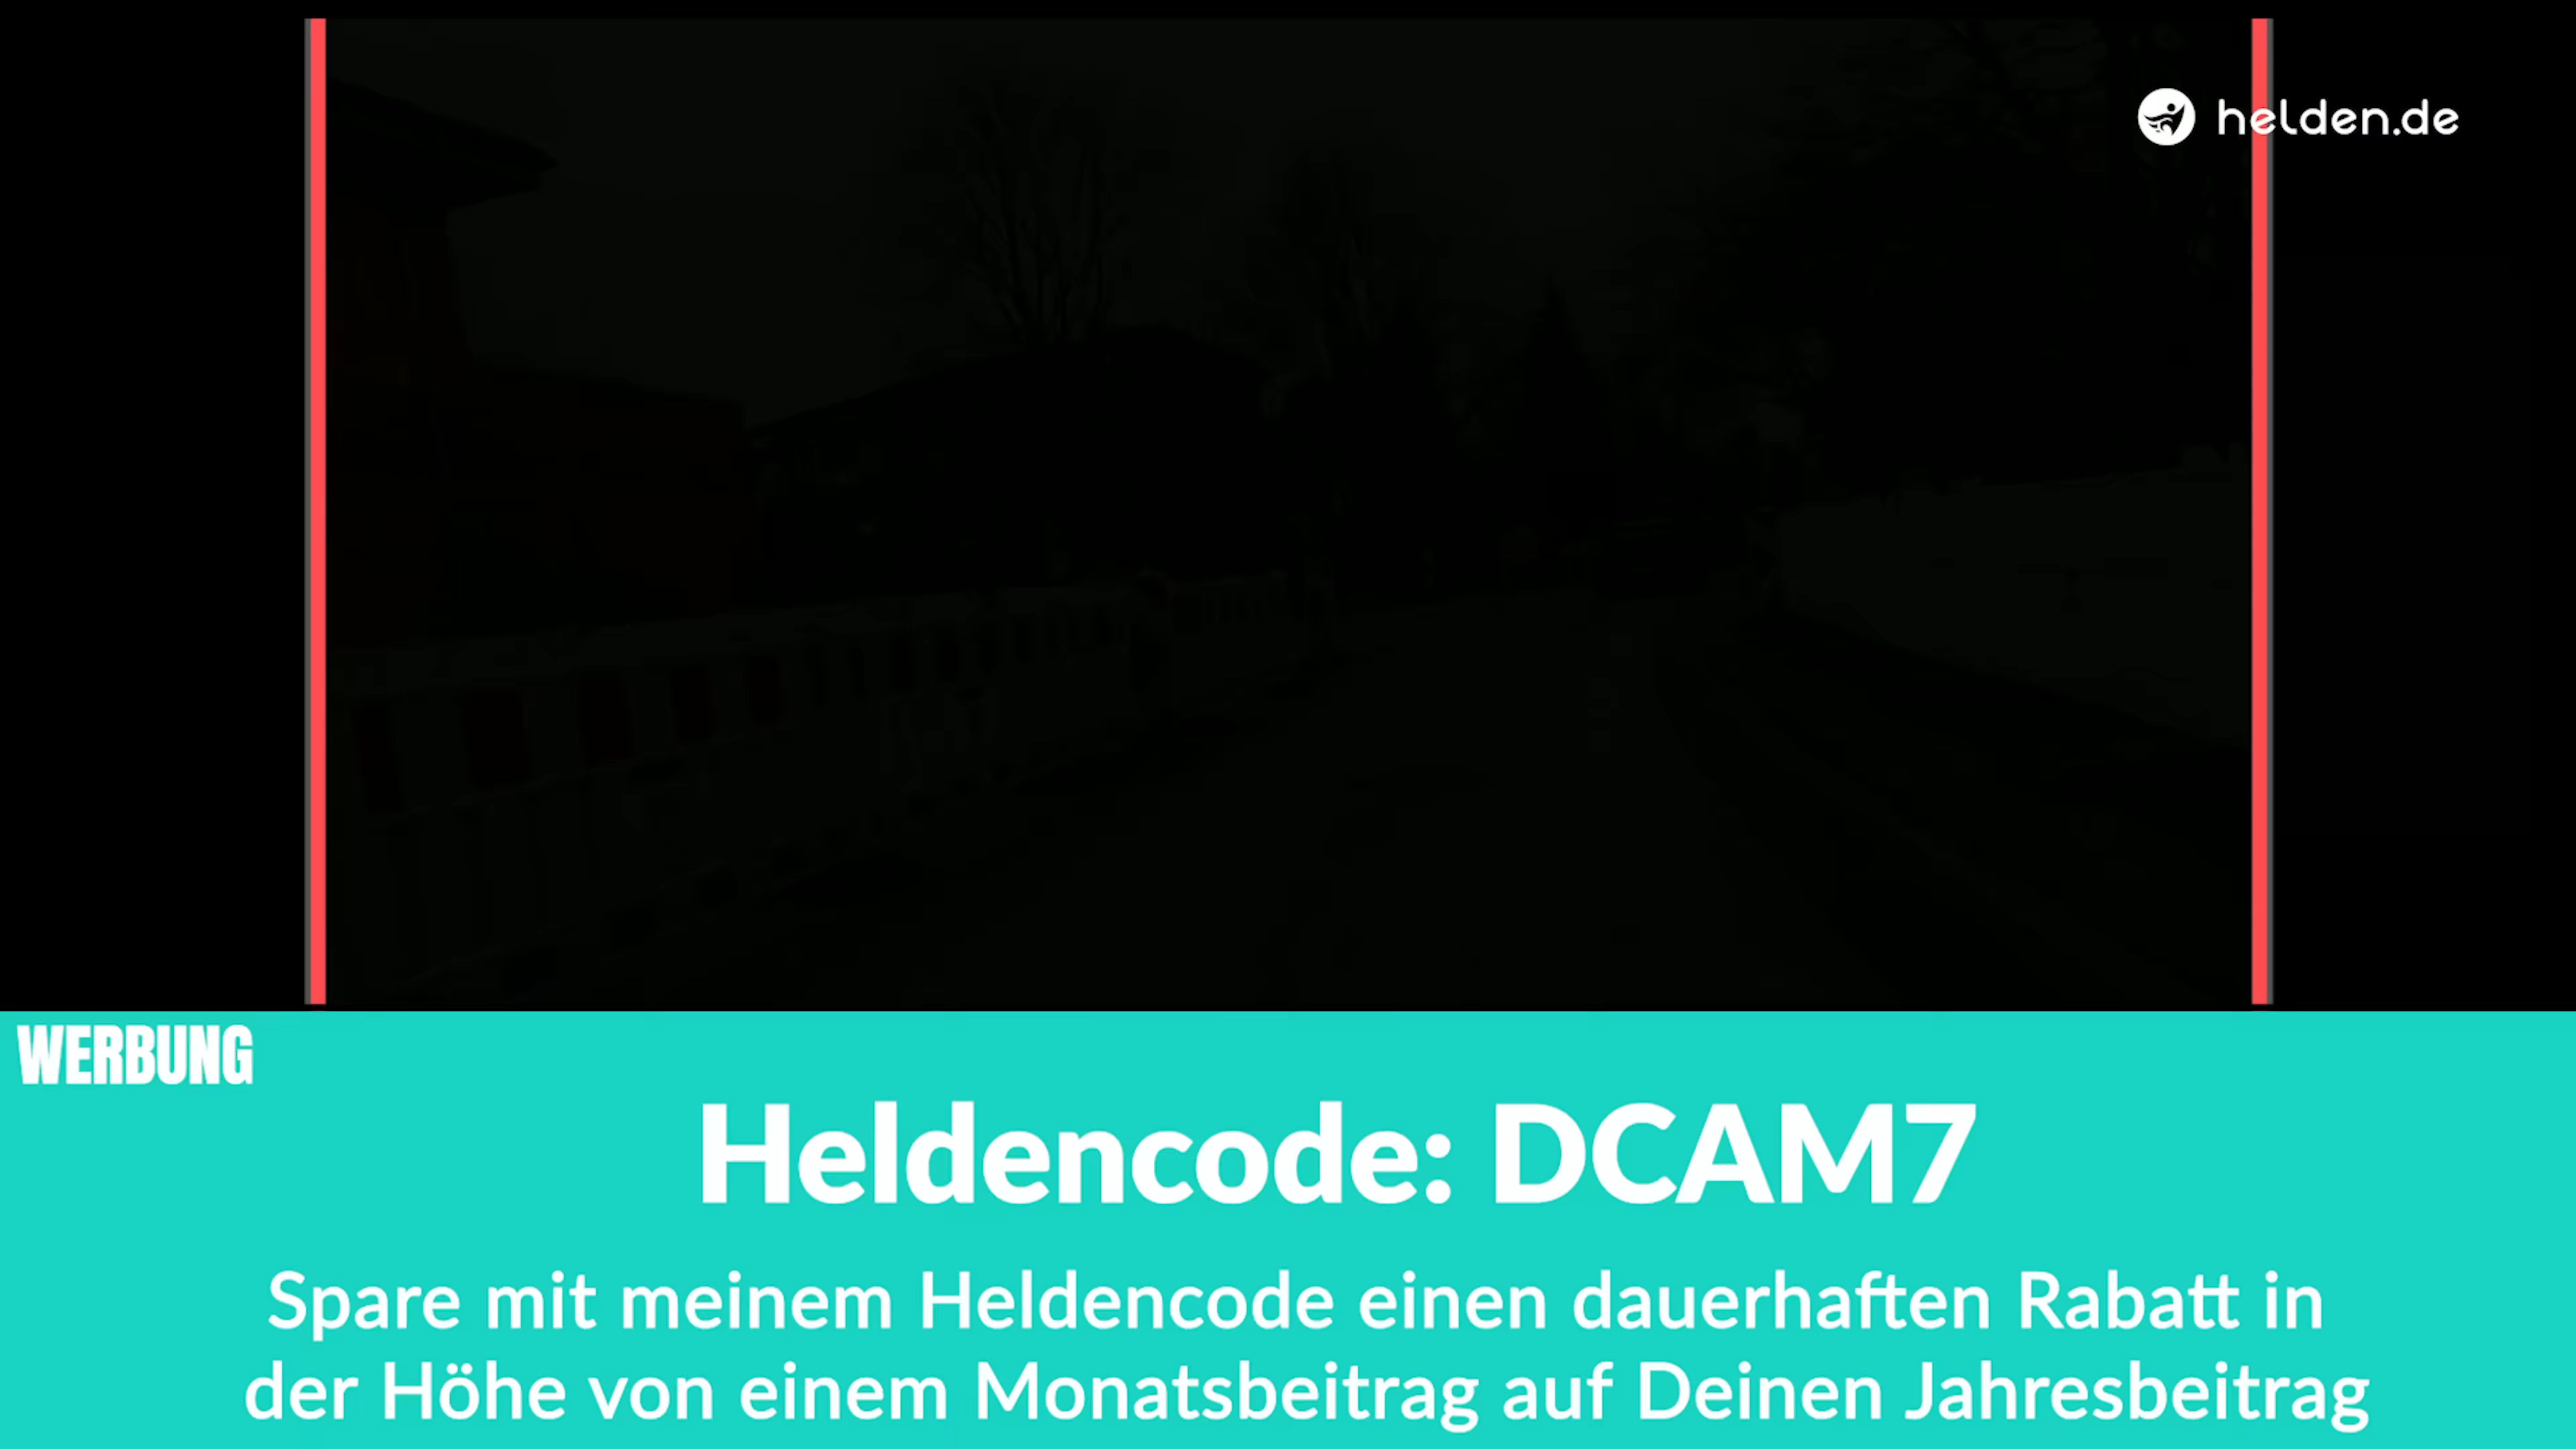 helden.de
WERBUNG
Heldencode: DCAM7
Spare mit meinem Heldencode einen dauerhaften Rabatt in
der Höhe von einem Monatsbeitrag auf Deinen Jahresbeitrag